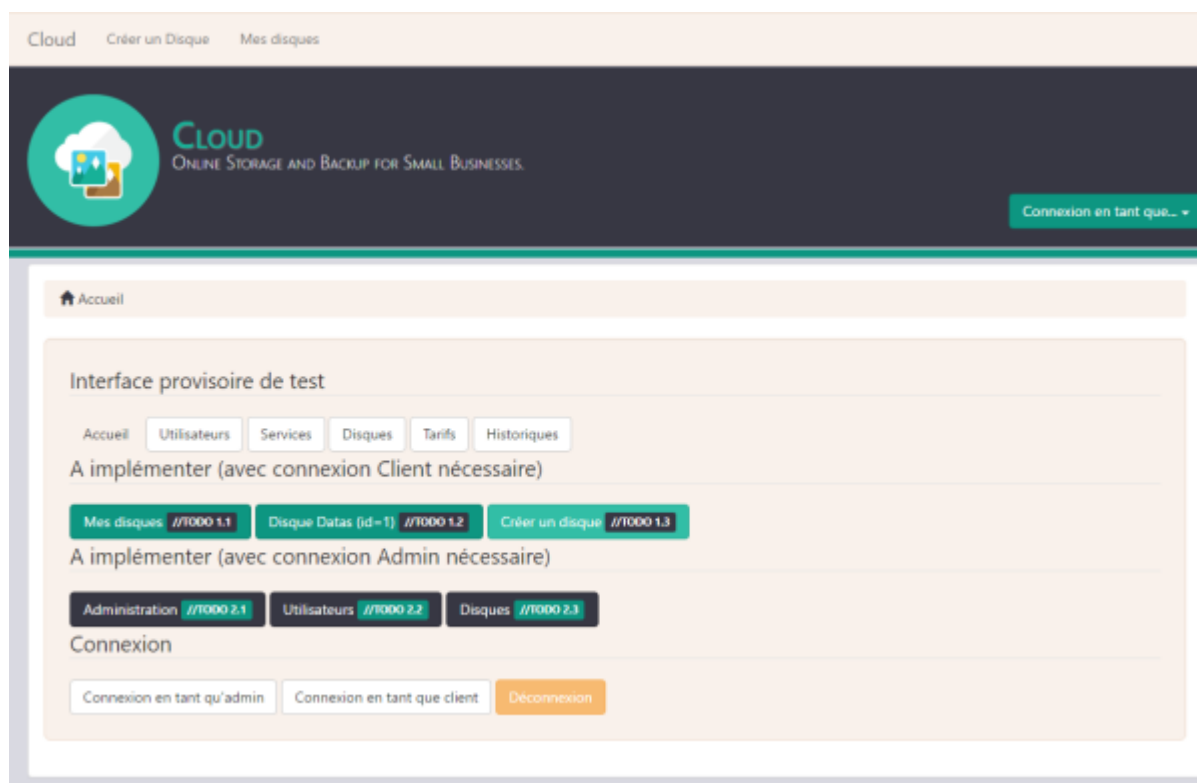 Cloud Créer un Disque Mes disques
CLOUD
ONLINE STORAGE AND BACKUP FOR SMALL BUSINESSES.
Connexion en tant que...
Accueil
Interface provisoire de test
Accueil Utilisateurs Services Disques Tarifs Historiques
A implémenter (avec connexion Client nécessaire)
Mes disques //TODO 1.1 Disque Datas (id=1) //TODO 1.2 Créer un disque //TODO 1.3
A implémenter (avec connexion Admin nécessaire)
Administration //TODO 2.1 Utilisateurs //TODO 2.2 Disques //TODO 2.3
Connexion
Connexion en tant qu'admin Connexion en tant que client Déconnexion